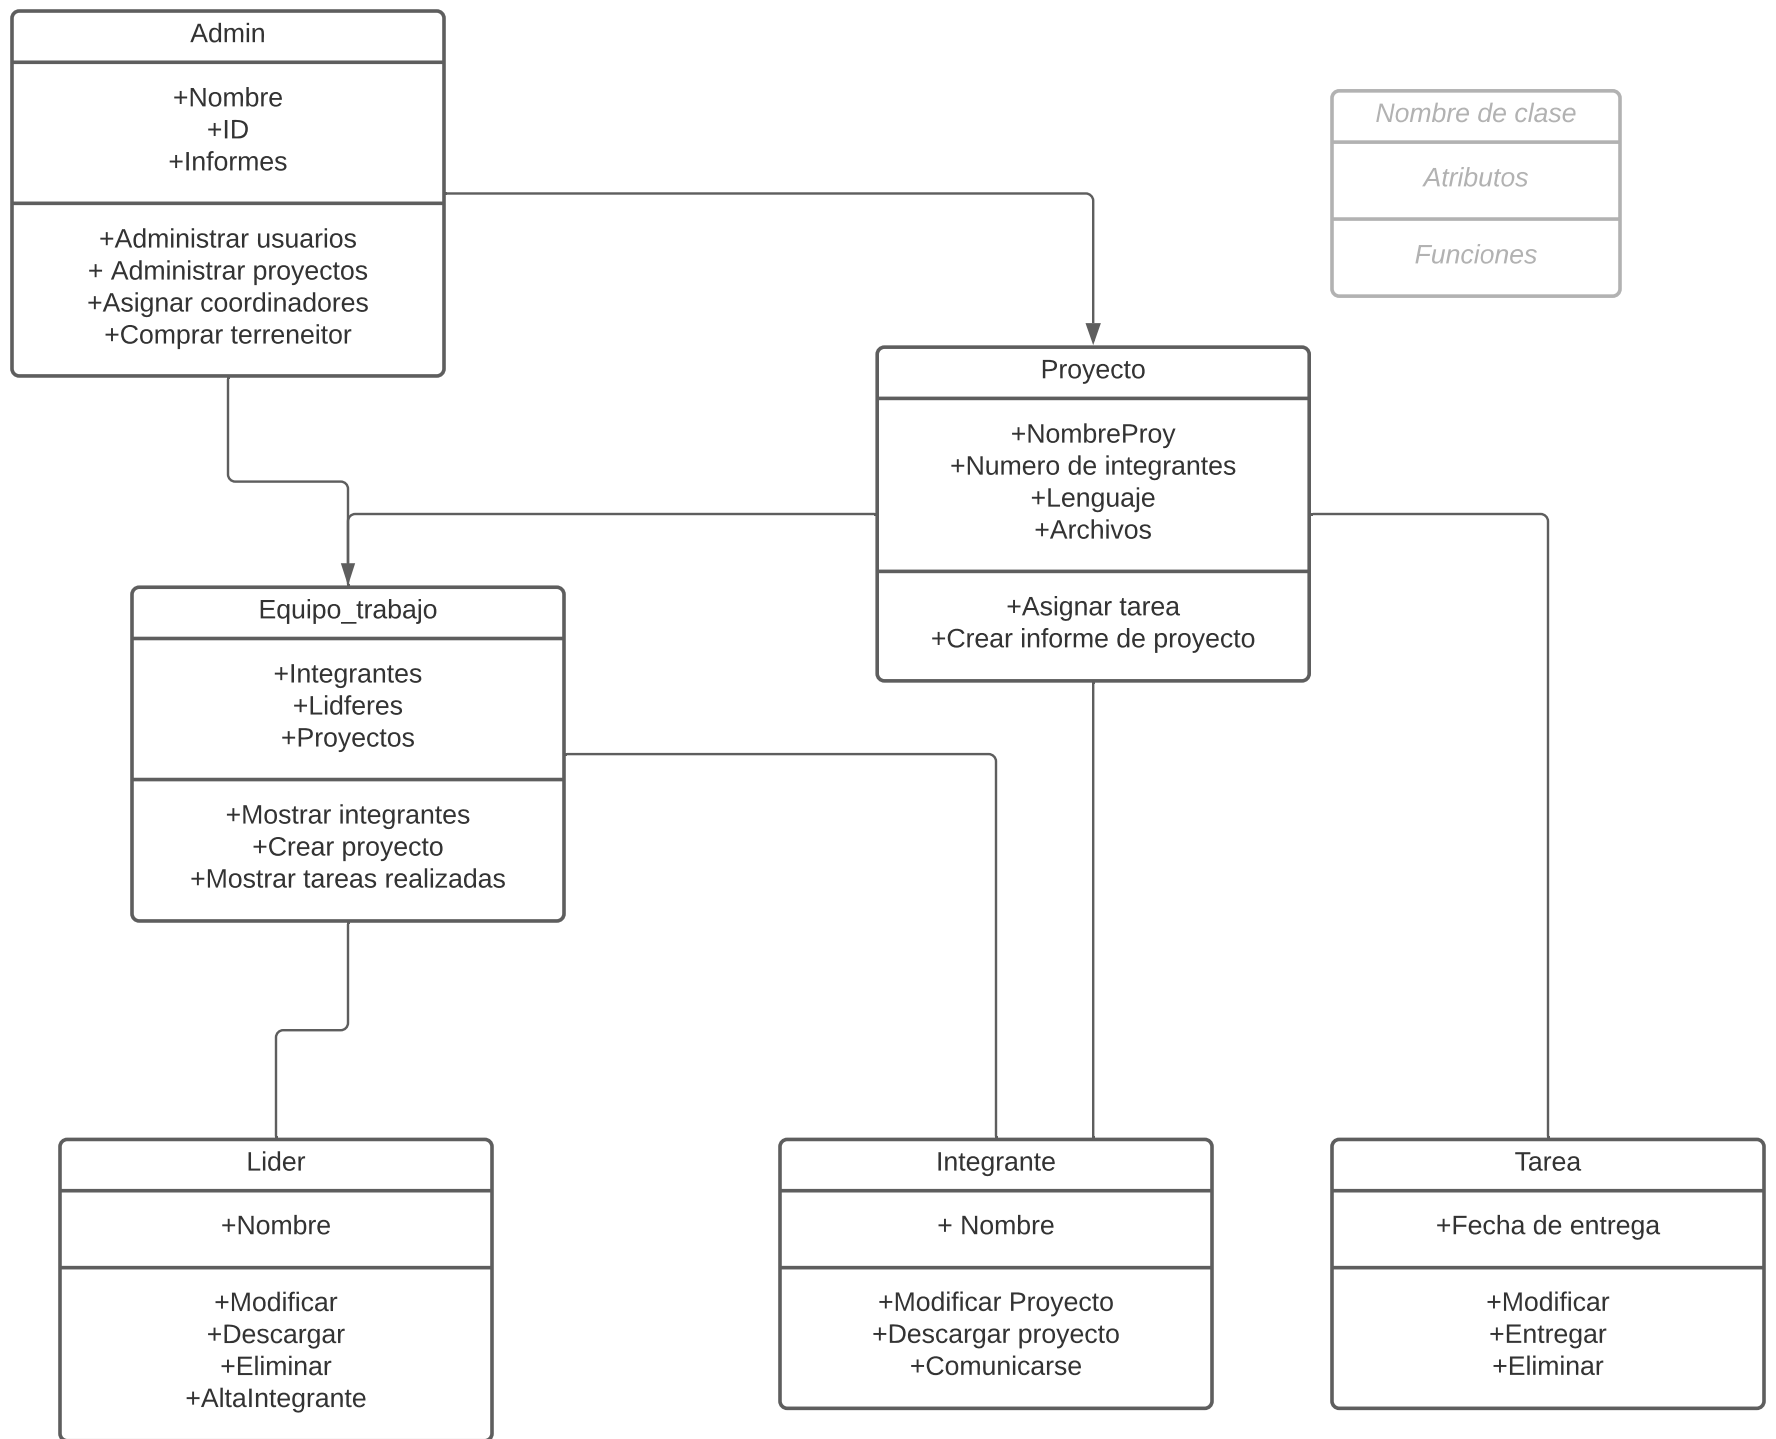 Admin
+Nombre
+ID
+Informes
+Administrar usuarios
+ Administrar proyectos
+Asignar coordinadores
+Comprar terreneitor
Nombre de clase
Atributos
Funciones
Proyecto
+NombreProy
+Numero de integrantes
+Lenguaje
+Archivos
+Asignar tarea
+Crear informe de proyecto
Equipo_trabajo
+Integrantes
+Lidferes
+Proyectos
+Mostrar integrantes
+Crear proyecto
+Mostrar tareas realizadas
Lider
+Nombre
+Modificar
+Descargar
+Eliminar
+AltaIntegrante
Integrante
+ Nombre
+Modificar Proyecto
+Descargar proyecto
+Comunicarse
Tarea
+Fecha de entrega
+Modificar
+Entregar
+Eliminar